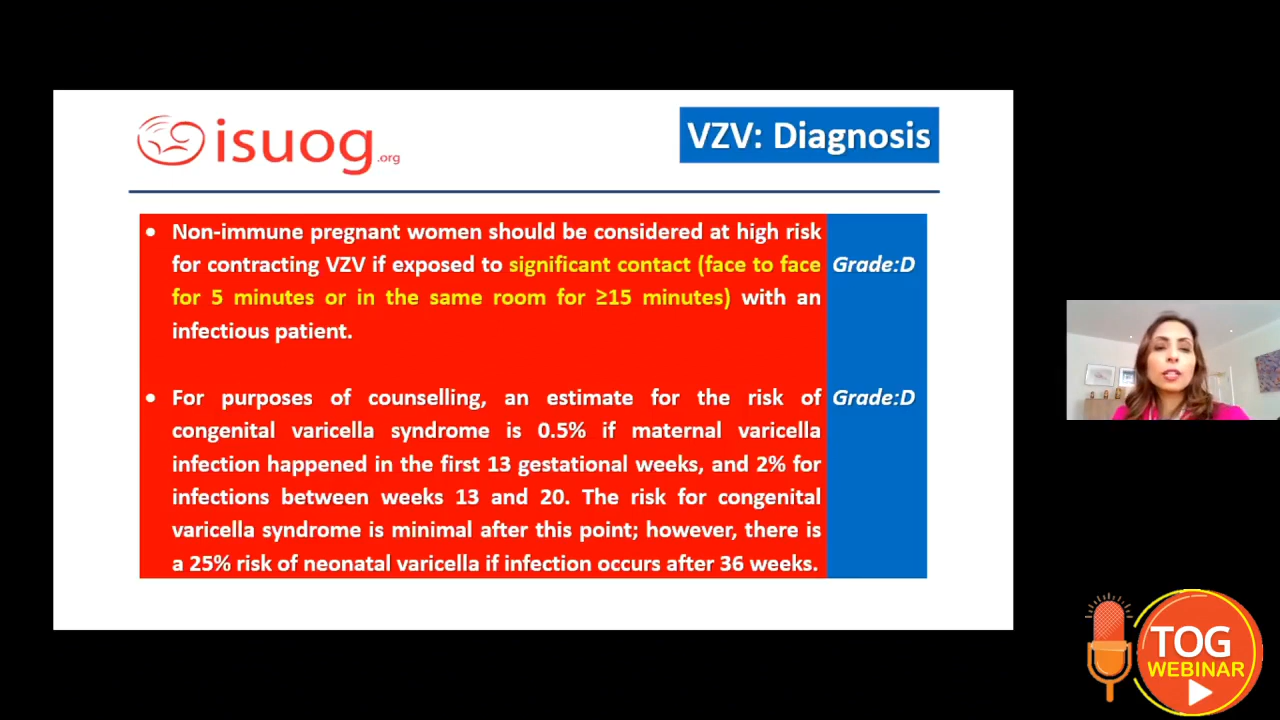 isuog.org
VZV: Diagnosis
• Non-immune pregnant women should be considered at high risk
for contracting VZV if exposed to significant contact (face to face
for 5 minutes or in the same room for ≥15 minutes) with an
infectious patient.
Grade:D
• For purposes of counselling, an estimate for the risk of
congenital varicella syndrome is 0.5% if maternal varicella
infection happened in the first 13 gestational weeks, and 2% for
infections between weeks 13 and 20. The risk for congenital
varicella syndrome is minimal after this point; however, there is
a 25% risk of neonatal varicella if infection occurs after 36 weeks.
Grade:D
TOG
WEBINAR